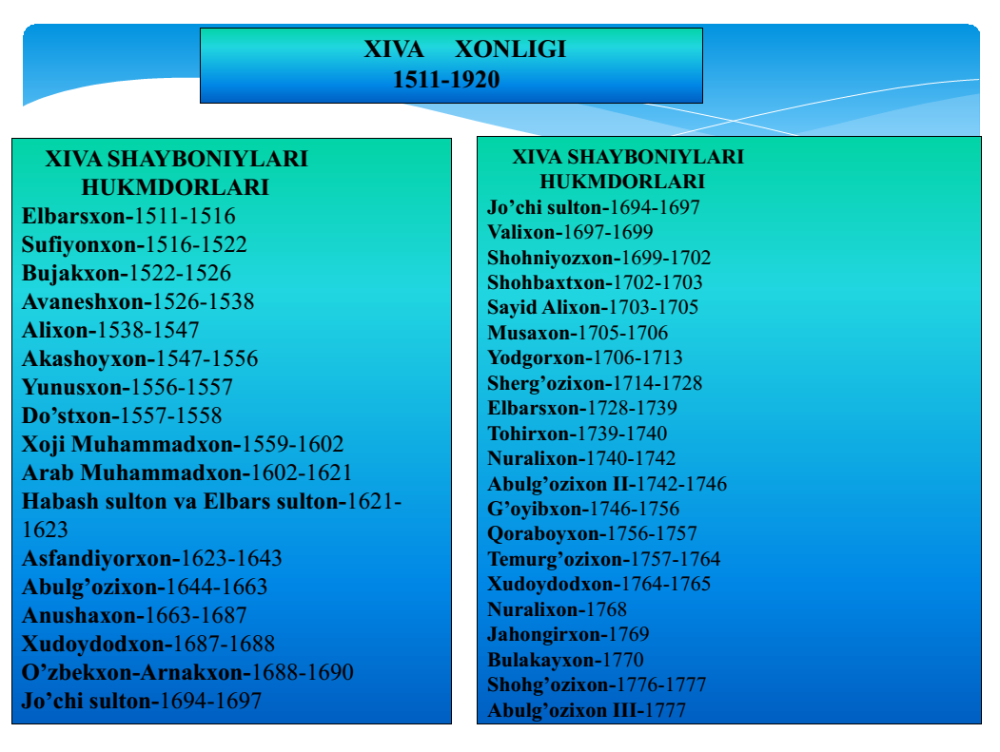 XIVA XONLIGI
1511-1920
XIVA SHAYBONIYLARI
HUKMDORLARI
Elbarsxon-1511-1516
Sufiyonxon-1516-1522
Bujakxon-1522-1526
Avaneshxon-1526-1538
Alixon-1538-1547
Akashoyxon-1547-1556
Yunusxon-1556-1557
Do’stxon-1557-1558
Xoji Muhammadxon-1559-1602
Arab Muhammadxon-1602-1621
Habash sulton va Elbars sulton-1621-
1623
Asfandiyorxon-1623-1643
Abulg’ozixon-1644-1663
Anushaxon-1663-1687
Xudoydodxon-1687-1688
O’zbekxon-Arnakxon-1688-1690
Jo’chi sulton-1694-1697
XIVA SHAYBONIYLARI
HUKMDORLARI
Jo’chi sulton-1694-1697
Valixon-1697-1699
Shohniyozxon-1699-1702
Shohbaxtxon-1702-1703
Sayid Alixon-1703-1705
Musaxon-1705-1706
Yodgorxon-1706-1713
Sherg’ozixon-1714-1728
Elbarsxon-1728-1739
Tohirxon-1739-1740
Nuralixon-1740-1742
Abulg’ozixon II-1742-1746
G’oyibxon-1746-1756
Qoraboyxon-1756-1757
Temurg’ozixon-1757-1764
Xudoydodxon-1764-1765
Nuralixon-1768
Jahongirxon-1769
Bulakayxon-1770
Shohg’ozixon-1776-1777
Abulg’ozixon III-1777